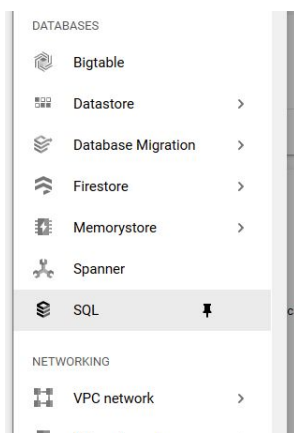 DATABASES
Bigtable
Datastore
Database Migration
Firestore
Memorystore
Spanner
SQL
NETWORKING
VPC network